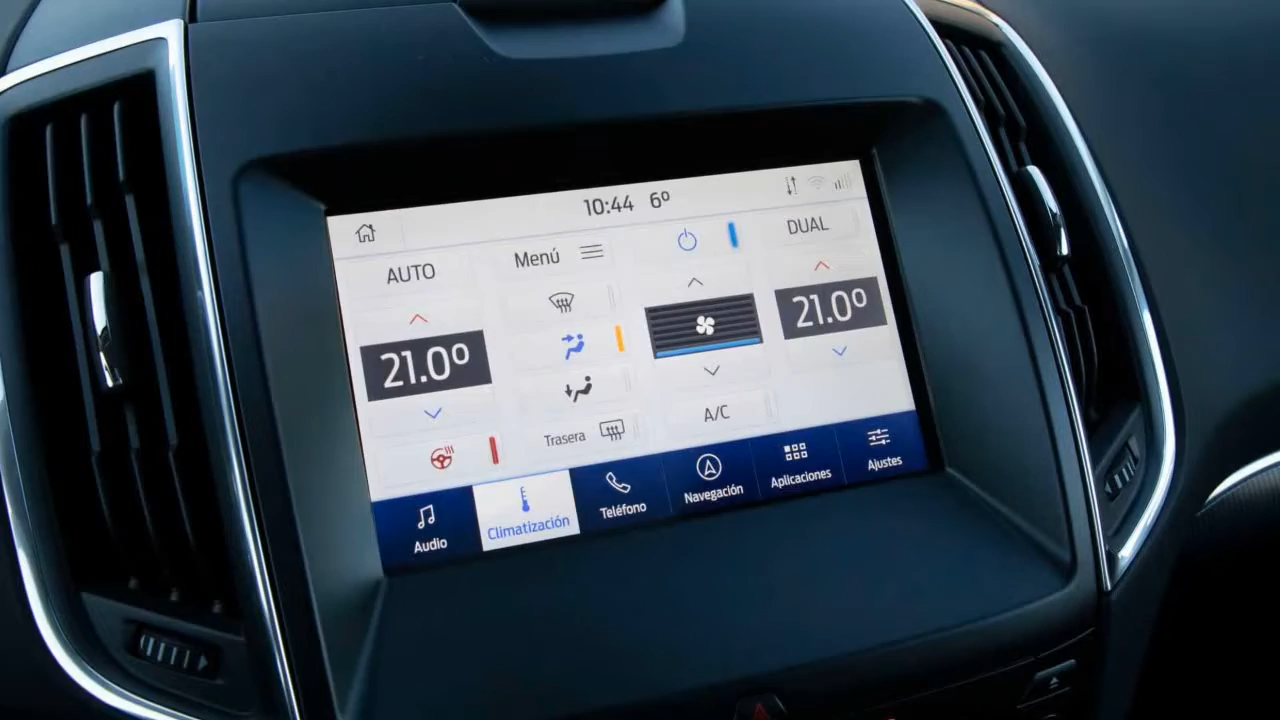 10:44 6º
AUTO
Menú
DUAL
21.0º
21.0º
Trasera
A/C
Audio
Climatización
Teléfono
Navegación
Aplicaciones
Ajustes